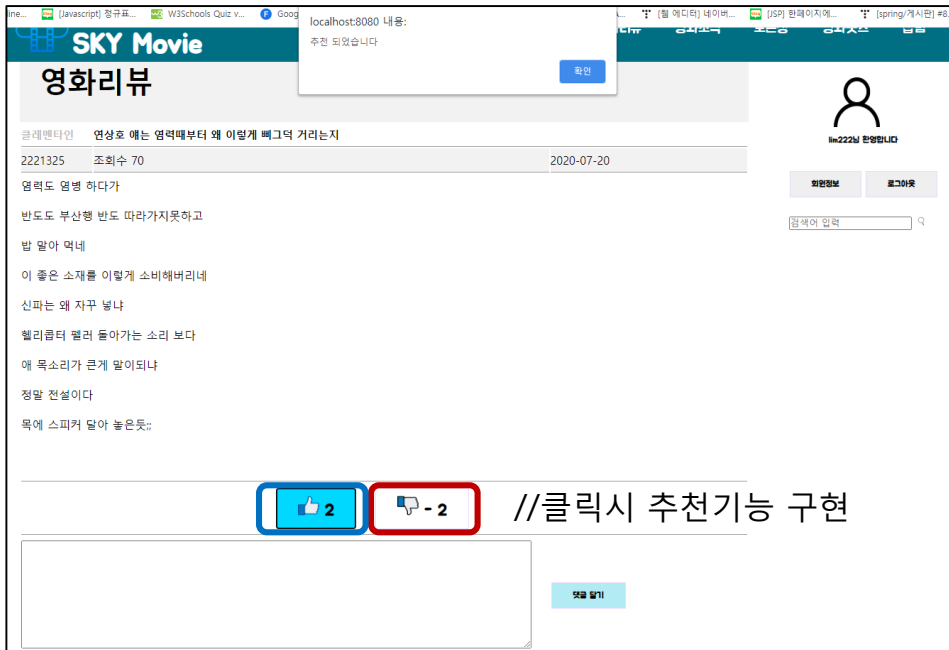 ine...
[Javascript] 정규표...
W3Schools Quiz v...
Goog
A...
[웹 에디터] 네이버...
[JSP] 한페이지에...
[spring/게시판] #8.
localhost:8080 내용:
추천 되었습니다
확인
SKY Movie
영화리뷰
클레멘타인 연상호 얘는 염력때부터 왜 이렇게 삐그덕 거리는지
2221325 조회수 70 2020-07-20
염력도 염병 하다가
반도도 부산행 반도 따라가지못하고
밥 말아 먹네
이 좋은 소재를 이렇게 소비해버리네
신파는 왜 자꾸 넣냐
헬리콥터 펠러 돌아가는 소리 보다
애 목소리가 큰게 말이되냐
정말 전설이다
목에 스피커 달아 놓은듯;;
2
- 2
//클릭시 추천기능 구현
댓글 달기
lim222님 환영합니다
회원정보
로그아웃
검색어 입력